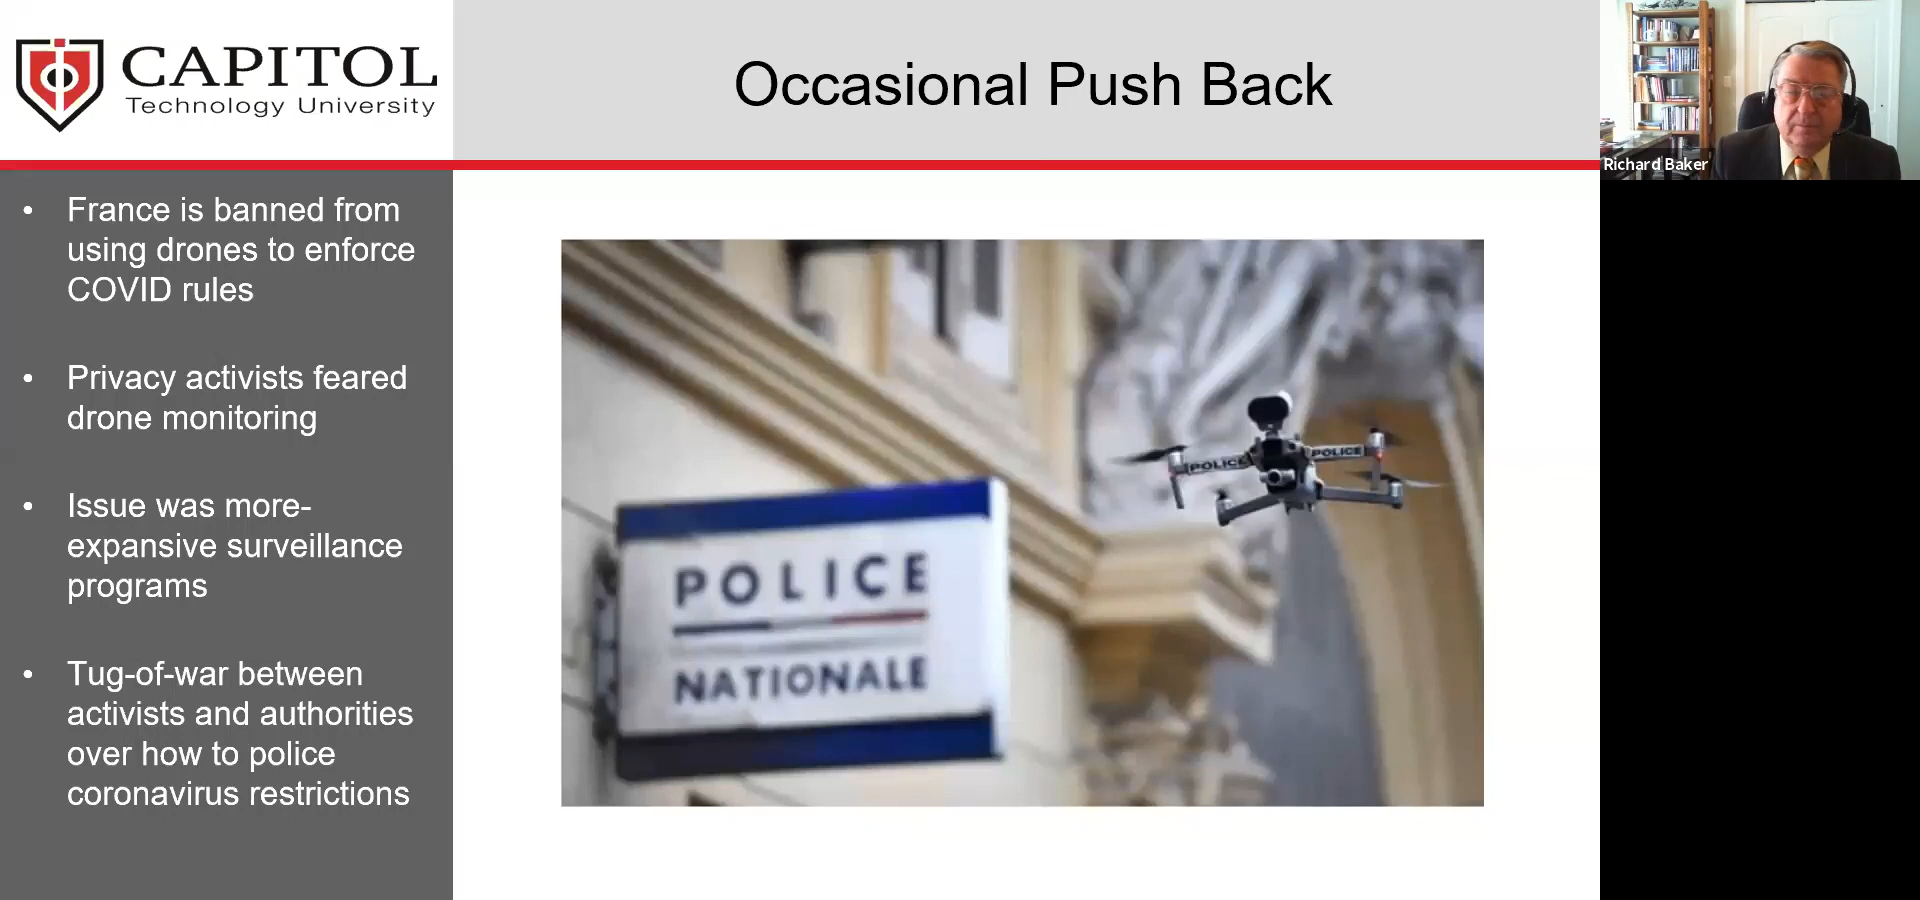 CAPITOL
Technology University
Occasional Push Back
Richard Baker
• France is banned from
using drones to enforce
COVID rules
• Privacy activists feared
drone monitoring
• Issue was more-
expansive surveillance
programs
• Tug-of-war between
activists and authorities
over how to police
coronavirus restrictions
POLICE
NATIONALE
POLICE
POLICE